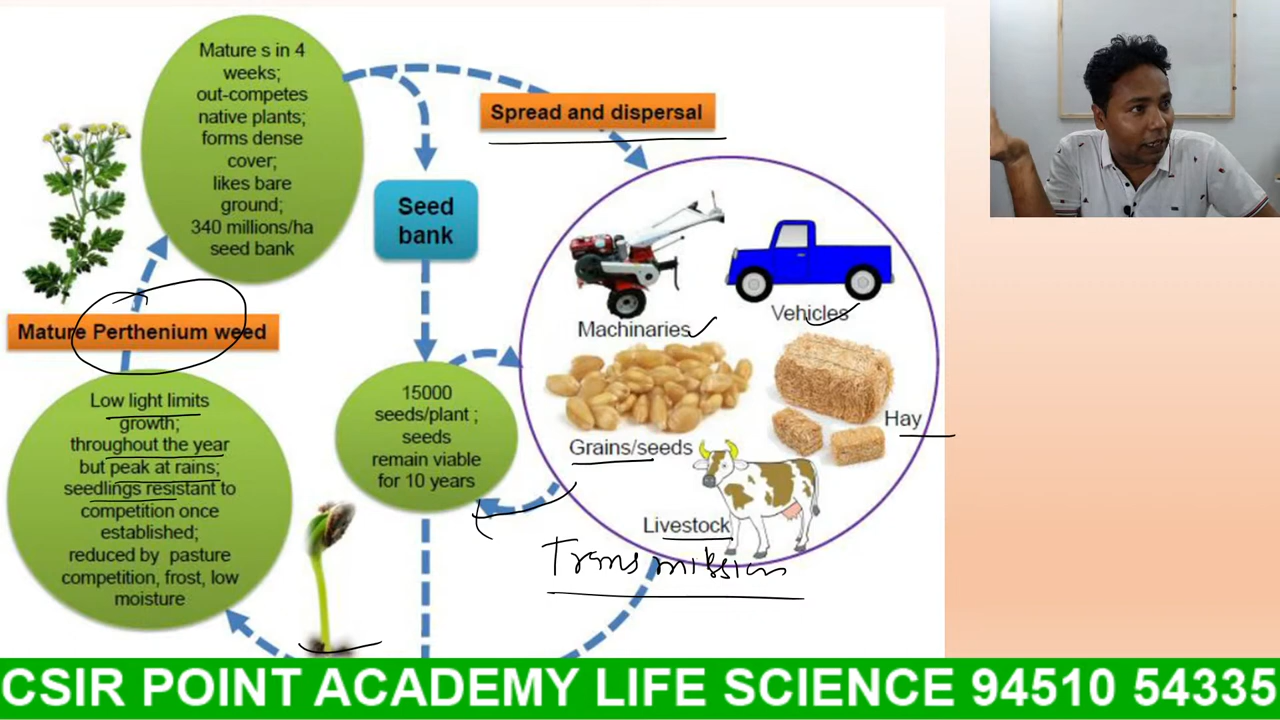 Mature s in 4
weeks;
out-competes
native plants;
forms dense
cover;
likes bare
ground;
340 millions/ha
seed bank
Spread and dispersal
Seed
bank
Machinaries
Vehicles
Mature Perthenium weed
Low light limits
growth;
throughout the year
but peak at rains;
seedlings resistant to
competition once
established;
reduced by pasture
competition, frost, low
moisture
15000
seeds/plant ;
seeds
remain viable
for 10 years
Hay
Grains/seeds
Livestock
Transmission
CSIR POINT ACADEMY LIFE SCIENCE 94510 54335